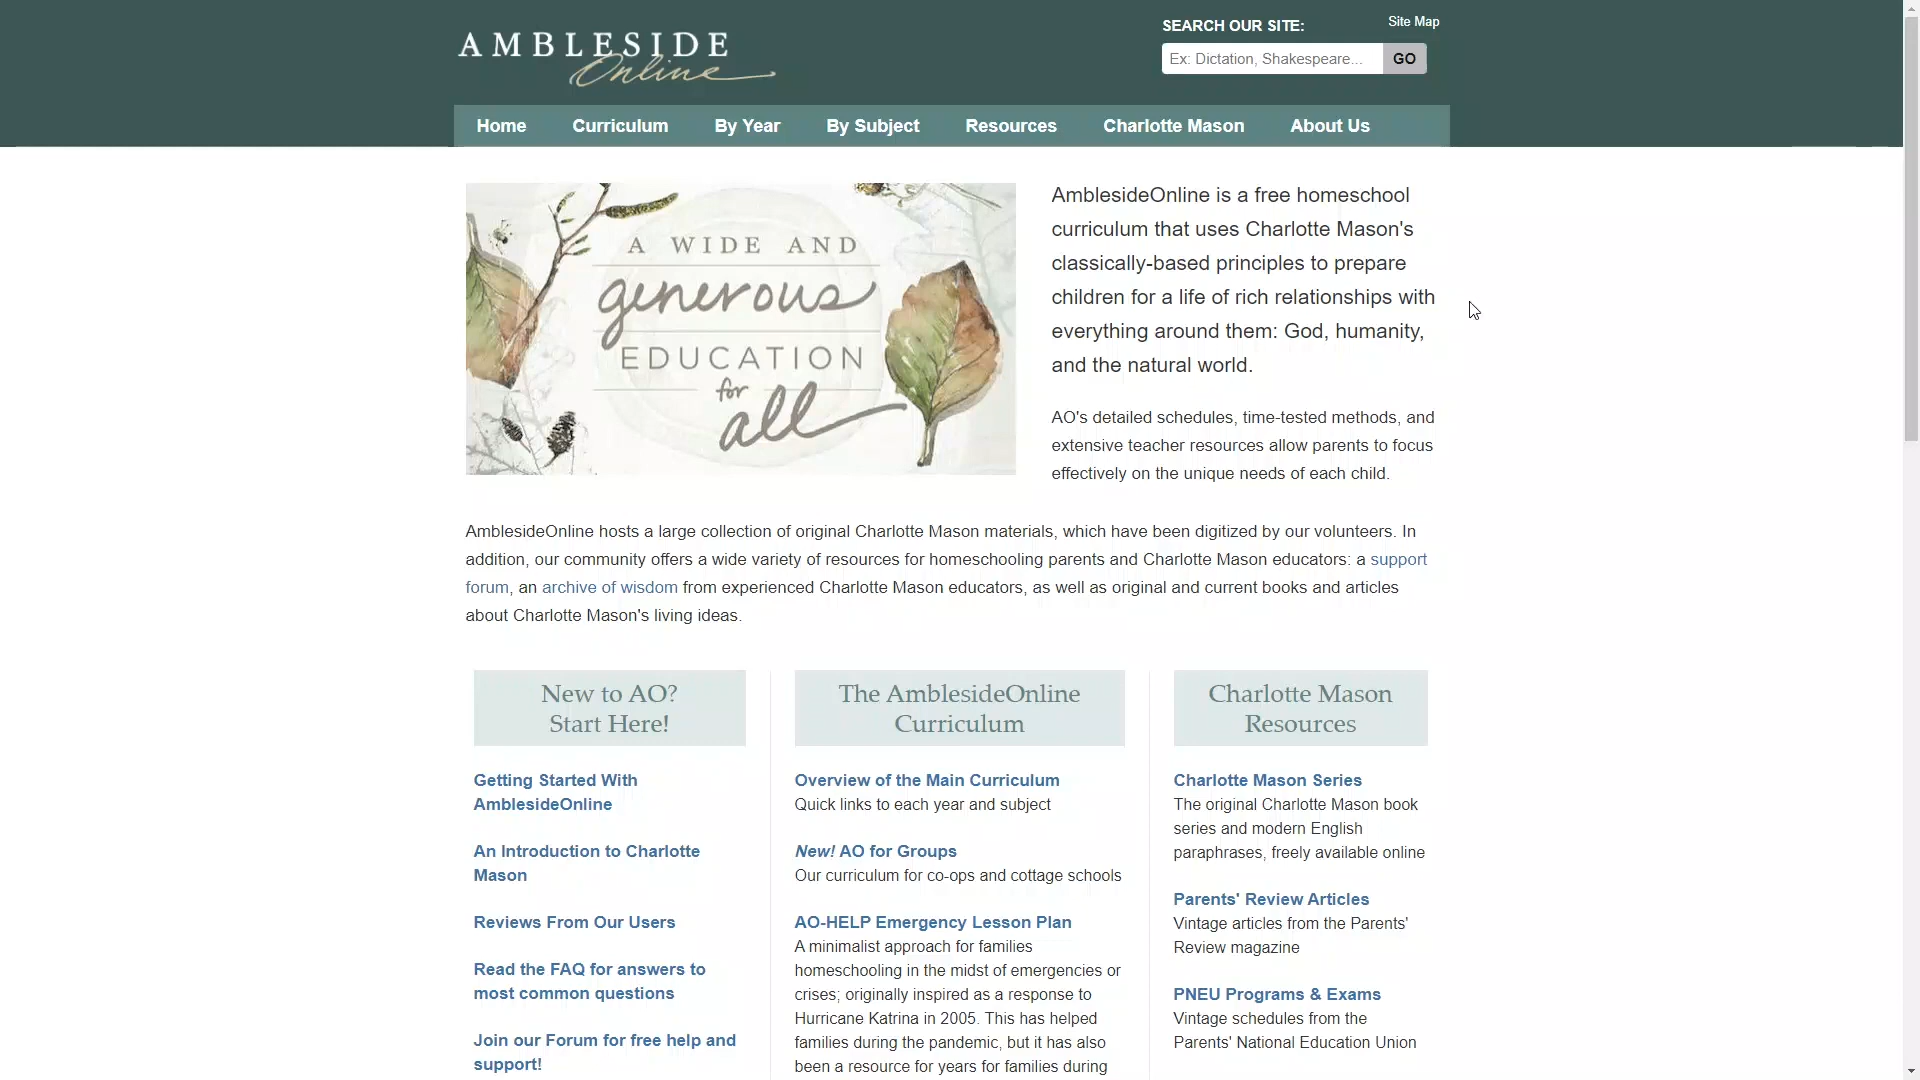 AMBLESIDE
Online
SEARCH OUR SITE:
Site Map
Ex: Dictation, Shakespeare...
GO
Home
Curriculum
By Year
By Subject
Resources
Charlotte Mason
About Us
A WIDE AND
generous
EDUCATION
for
all
AmblesideOnline is a free homeschool
curriculum that uses Charlotte Mason's
classically-based principles to prepare
children for a life of rich relationships with
everything around them: God, humanity,
and the natural world.
AO's detailed schedules, time-tested methods, and
extensive teacher resources allow parents to focus
effectively on the unique needs of each child.
AmblesideOnline hosts a large collection of original Charlotte Mason materials, which have been digitized by our volunteers. In
addition, our community offers a wide variety of resources for homeschooling parents and Charlotte Mason educators: a support
forum, an archive of wisdom from experienced Charlotte Mason educators, as well as original and current books and articles
about Charlotte Mason's living ideas.
New to AO?
Start Here!
Getting Started With
AmblesideOnline
An Introduction to Charlotte
Mason
Reviews From Our Users
Read the FAQ for answers to
most common questions
Join our Forum for free help and
support!
The AmblesideOnline
Curriculum
Overview of the Main Curriculum
Quick links to each year and subject
New! AO for Groups
Our curriculum for co-ops and cottage schools
AO-HELP Emergency Lesson Plan
A minimalist approach for families
homeschooling in the midst of emergencies or
crises; originally inspired as a response to
Hurricane Katrina in 2005. This has helped
families during the pandemic, but it has also
been a resource for years for families during
Charlotte Mason
Resources
Charlotte Mason Series
The original Charlotte Mason book
series and modern English
paraphrases, freely available online
Parents' Review Articles
Vintage articles from the Parents'
Review magazine
PNEU Programs & Exams
Vintage schedules from the
Parents' National Education Union